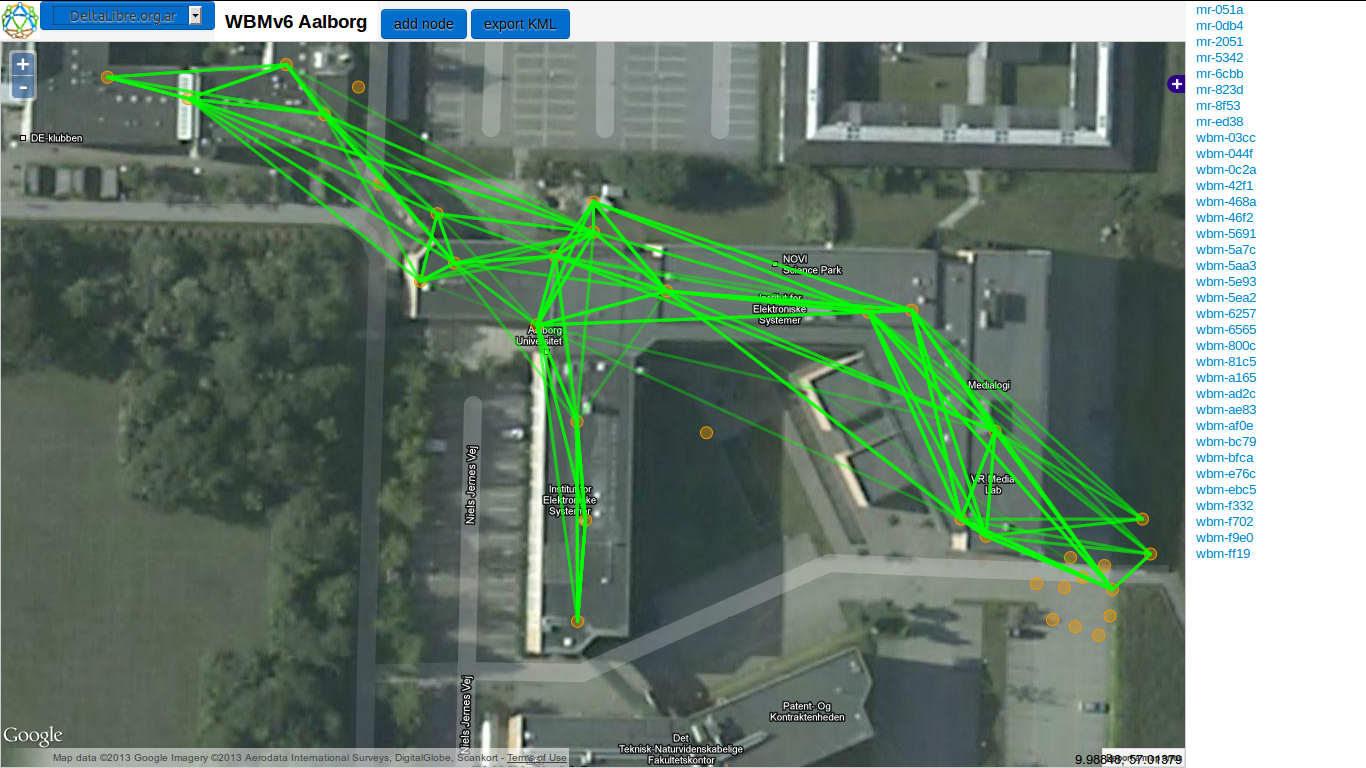 DeltaLibre.org.ar
WBMv6 Aalborg
add node
export KML
+
-
+
DE-klubben
NOVI
Science Park
Institut for
Elektroniske
Systemer
Aalborg
Universitet
Medialogi
VR Media
Lab
Niels Jernes Vej
Institut for
Elektroniske
Systemer
Niels Jernes Vej
Patent- Og
Kontraktenheden
Det
Teknisk-Naturvidenskabelige
Fakultetskontor
Google
Map data ©2013 Google Imagery ©2013 Aerodata International Surveys, DigitalGlobe, Scankort - Terms of Use
9.98848, 57.01379
mr-051a
mr-0db4
mr-2051
mr-5342
mr-6cbb
mr-823d
mr-8f53
mr-ed38
wbm-03cc
wbm-044f
wbm-0c2a
wbm-42f1
wbm-468a
wbm-46f2
wbm-5691
wbm-5a7c
wbm-5aa3
wbm-5e93
wbm-5ea2
wbm-6257
wbm-6565
wbm-800c
wbm-81c5
wbm-a165
wbm-ad2c
wbm-ae83
wbm-af0e
wbm-bc79
wbm-bfca
wbm-e76c
wbm-ebc5
wbm-f332
wbm-f702
wbm-f9e0
wbm-ff19